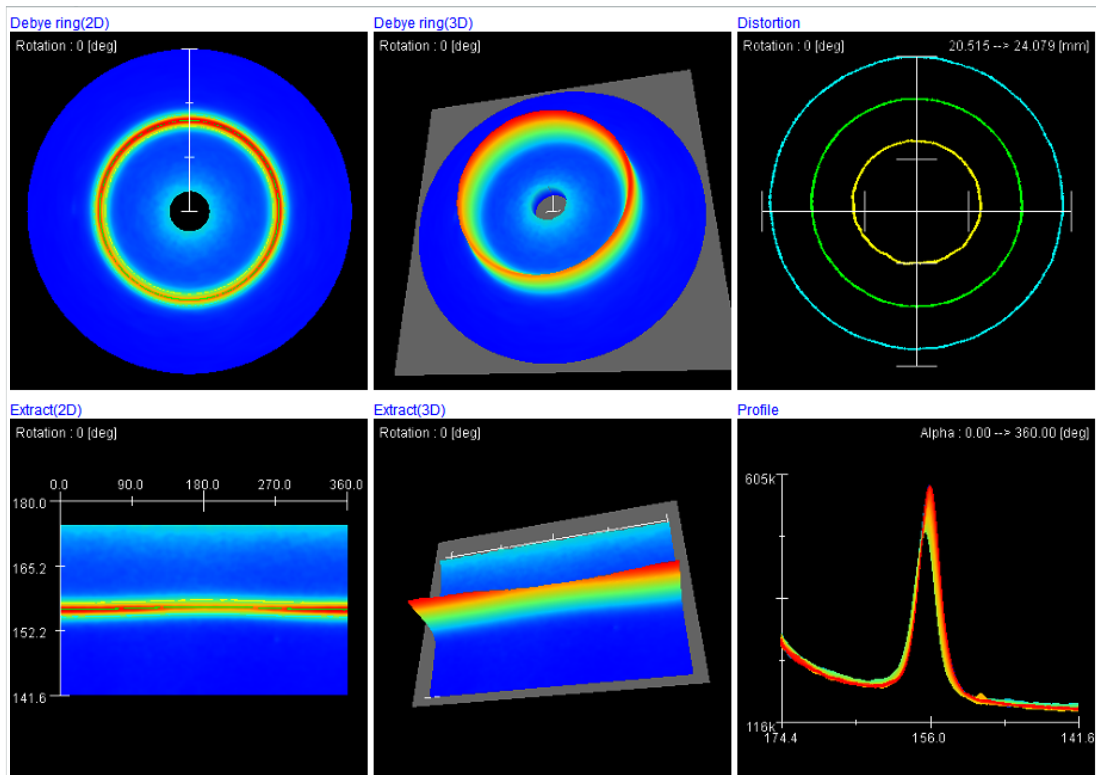 Debye ring(2D)
Rotation : 0 [deg]
Debye ring(3D)
Rotation : 0 [deg]
Distortion
Rotation : 0 [deg]
20.515 --> 24.079 [mm]
Extract(2D)
Rotation : 0 [deg]
0.0 90.0 180.0 270.0 360.0
180.0
165.2
152.2
141.6
Extract(3D)
Rotation : 0 [deg]
Profile
Alpha : 0.00 --> 360.00 [deg]
605k
116k
174.4 156.0 141.6